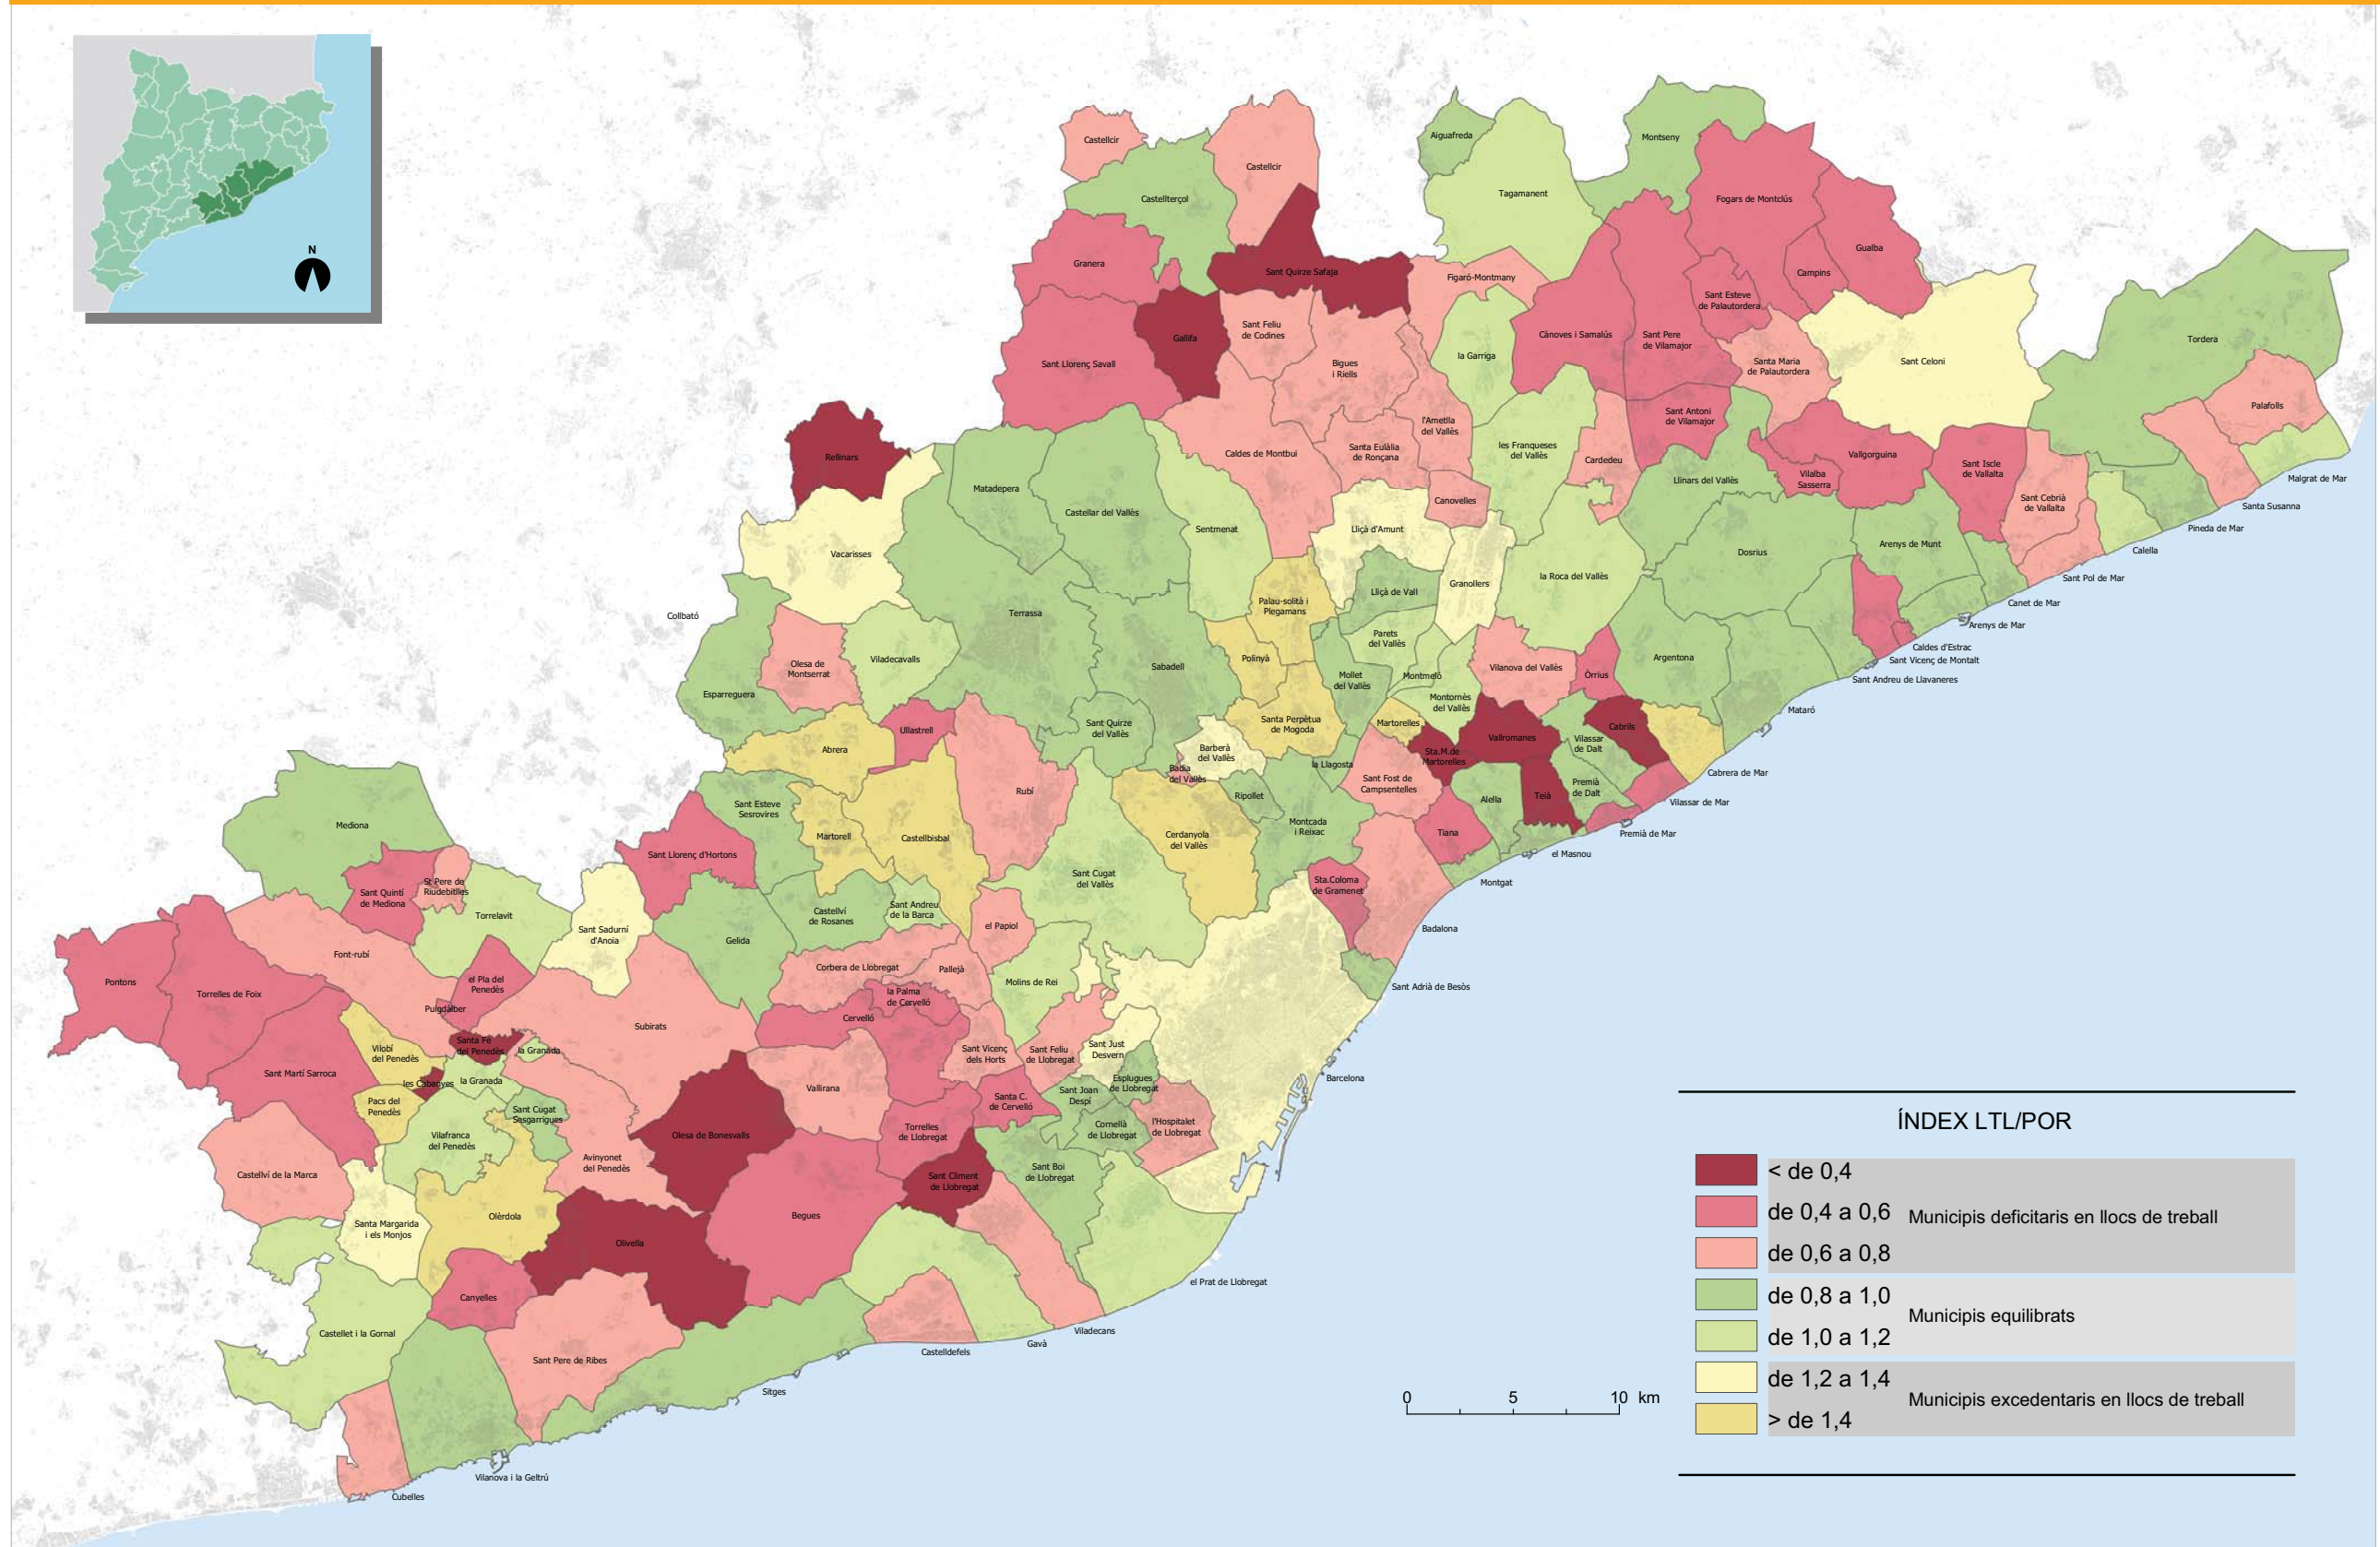 N
Castellcir
Castellcir
Castellterçol
Aiguafreda
Montseny
Tagamanent
Fogars de Montclús
Gualba
Campins
Granera
Sant Quirze Safaja
Figaró-Montmany
Sant Esteve
de Palautordera
Gallifa
Sant Feliu
de Codines
Cànoves i Samalús
Sant Pere
de Vilamajor
Tordera
Sant Llorenç Savall
Bigues
i Riells
la Garriga
Santa Maria
de Palautordera
Sant Celoni
Palafolls
Sant Antoni
de Vilamajor
l'Ametlla
del Vallès
Rellinars
Caldes de Montbui
Santa Eulàlia
de Ronçana
les Franqueses
del Vallès
Cardedeu
Vallgorguina
Sant Iscle
de Vallalta
Malgrat de Mar
Matadepera
Llinars del Vallès
Vilalba
Sasserra
Canovelles
Sant Cebrià
de Vallalta
Santa Susanna
Castellar del Vallès
Sentmenat
Lliçà d'Amunt
Pineda de Mar
Vacarisses
Dosrius
Arenys de Munt
Calella
Granollers
la Roca del Vallès
Sant Pol de Mar
Lliçà de Vall
Collbató
Terrassa
Palau-solità i
Plegamans
Canet de Mar
Arenys de Mar
Parets
del Vallès
Caldes d'Estrac
Sant Vicenç de Montalt
Olesa de
Montserrat
Viladecavalls
Sabadell
Polinyà
Mollet
del Vallès
Montmeló
Vilanova del Vallès
Òrrius
Argentona
Sant Andreu de Llavaneres
Esparreguera
Montornès
del Vallès
Mataró
Ullastrell
Sant Quirze
del Vallès
Santa Perpètua
de Mogoda
Martorelles
Cabrils
Abrera
Barberà
del Vallès
Sta.M.de
Martorelles
Vallromanes
Vilassar
de Dalt
Badia
del Vallès
la Llagosta
Cabrera de Mar
Sant Fost de
Campsentelles
Premià
de Dalt
Rubí
Ripollet
Alella
Teià
Vilassar de Mar
Sant Esteve
Sesrovires
Mediona
Martorell
Castellbisbal
Cerdanyola
del Vallès
Montcada
i Reixac
Tiana
Premià de Mar
Sant Llorenç d'Hortons
el Masnou
Sant Cugat
del Vallès
Sta.Coloma
de Gramenet
Montgat
Sant Quintí
de Mediona
St Pere de
Riudebitlles
Torrelavit
Castellví
de Rosanes
Sant Andreu
de la Barca
el Papiol
Badalona
Sant Sadurní
d'Anoia
Gelida
Font-rubí
Corbera de Llobregat
Pallejà
Molins de Rei
Sant Adrià de Besòs
Pontons
Torrelles de Foix
el Pla del
Penedès
la Palma
de Cervelló
Puigdàlber
Cervelló
Subirats
Santa Fe
del Penedès
la Granada
Vilobí
del Penedès
Sant Vicenç
dels Horts
Sant Feliu
de Llobregat
Sant Just
Desvern
Sant Martí Sarroca
les Cabanyes
la Granada
Vallirana
Esplugues
de Llobregat
Barcelona
Pacs del
Penedès
Sant Cugat
Sesgarrigues
Santa C.
de Cervelló
Sant Joan
Despí
l'Hospitalet
de Llobregat
Vilafranca
del Penedès
Olesa de Bonesvalls
Torrelles
de Llobregat
Cornellà
de Llobregat
Castellví de la Marca
Avinyonet
del Penedès
Sant Climent
de Llobregat
Sant Boi
de Llobregat
Santa Margarida
i els Monjos
Olèrdola
Begues
Olivella
el Prat de Llobregat
Canyelles
Castellet i la Gornal
Viladecans
Gavà
Castelldefels
Sant Pere de Ribes
Sitges
Vilanova i la Geltrú
Cubelles
0 5 10 km
ÍNDEX LTL/POR
< de 0,4
de 0,4 a 0,6 Municipis deficitaris en llocs de treball
de 0,6 a 0,8
de 0,8 a 1,0
Municipis equilibrats
de 1,0 a 1,2
de 1,2 a 1,4
Municipis excedentaris en llocs de treball
> de 1,4